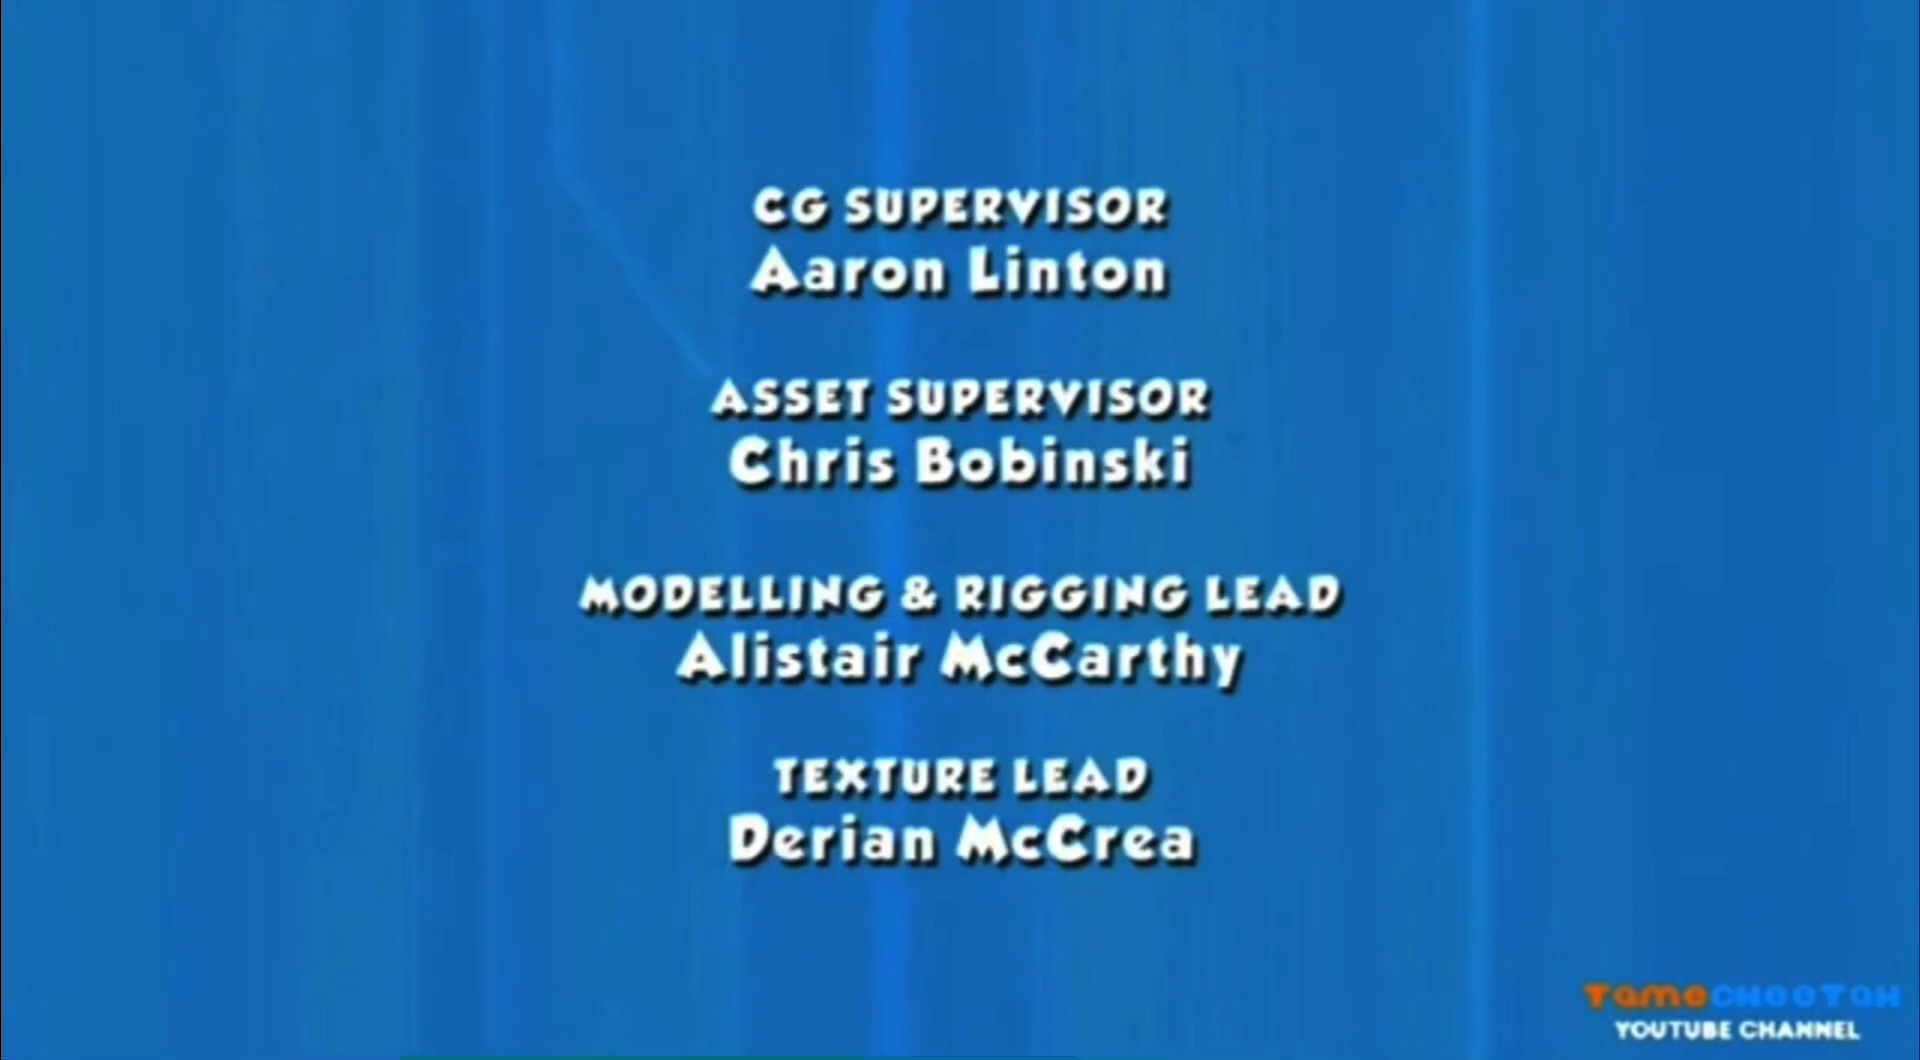 CG SUPERVISOR
Aaron Linton
ASSET SUPERVISOR
Chris Bobinski
MODELLING & RIGGING LEAD
Alistair McCarthy
TEXTURE LEAD
Derian McCrea
TameCHeeTaH
YOUTUBE CHANNEL